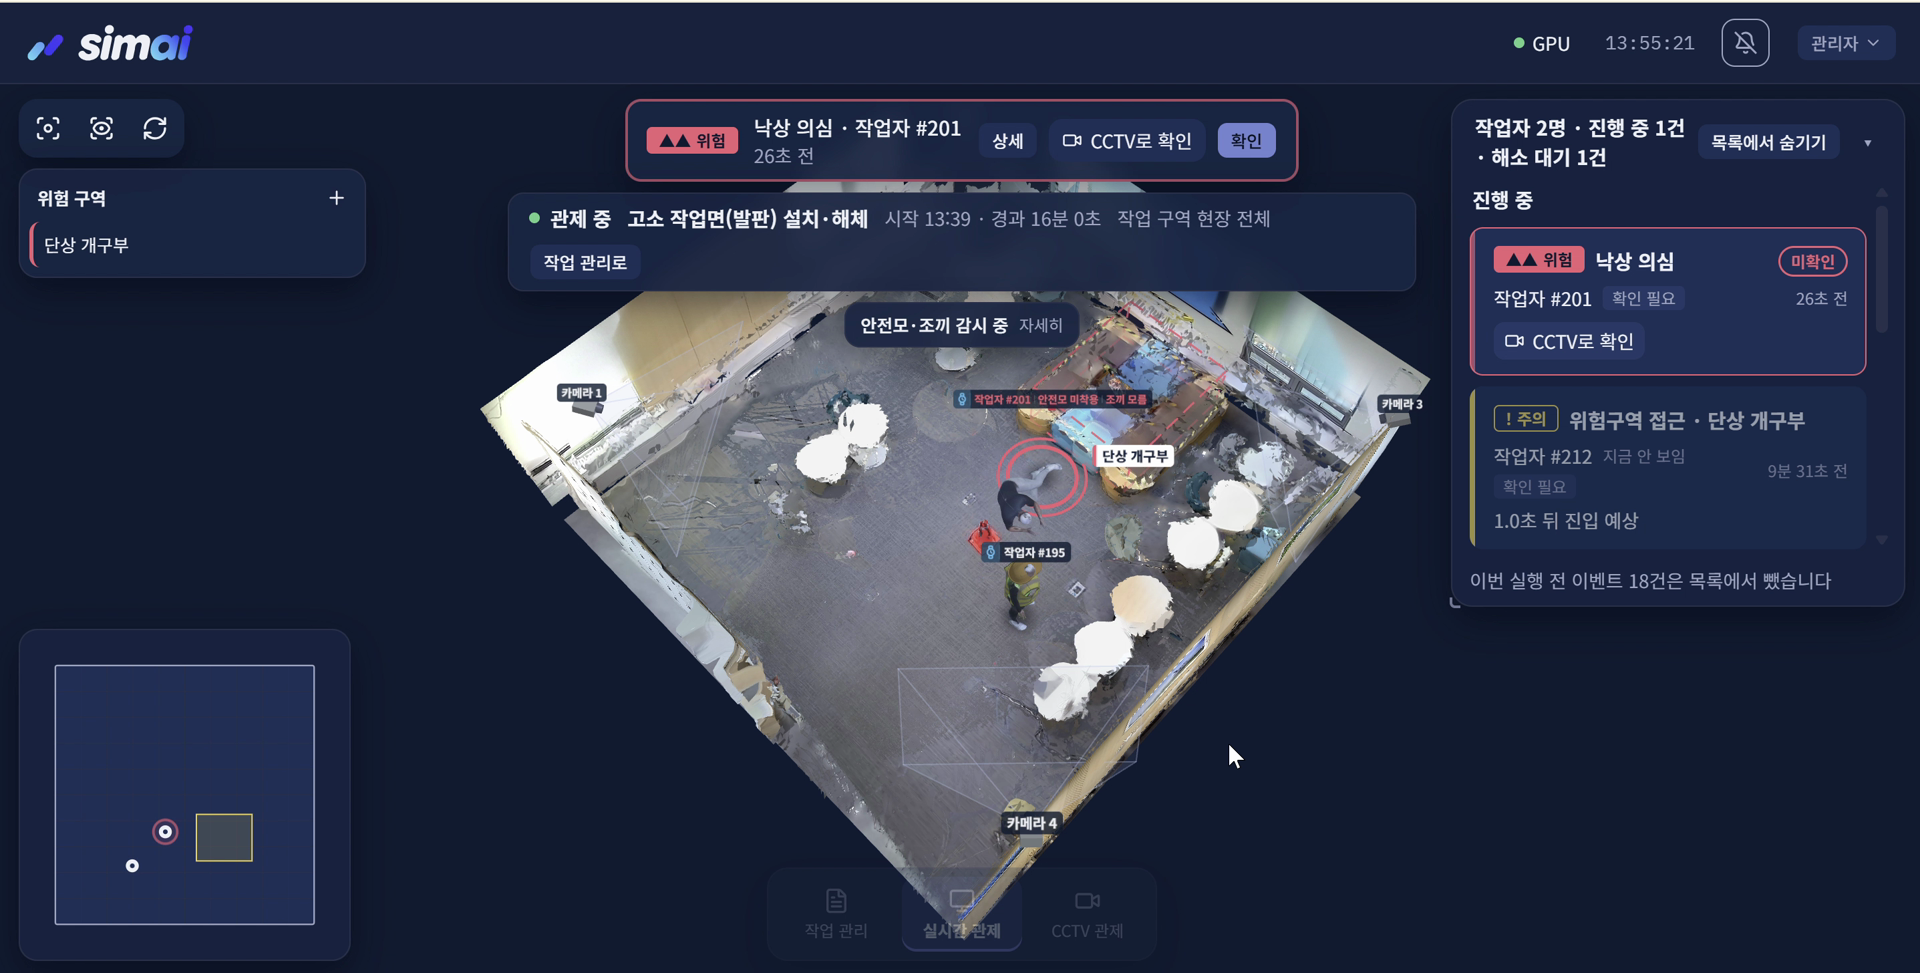 simai
GPU
13:55:21
관리자
위험 구역
단상 개구부
위험
낙상 의심 · 작업자 #201
26초 전
상세
CCTV로 확인
확인
관제 중 고소 작업면(발판) 설치·해체 시작 13:39 · 경과 16분 0초 작업 구역 현장 전체
작업 관리로
안전모·조끼 감시 중 자세히
카메라 1
작업자 #201 안전모 미착용 · 조끼 모름
카메라 3
단상 개구부
작업자 #195
카메라 4
작업 관리
실시간 관제
CCTV 관제
작업자 2명 · 진행 중 1건
· 해소 대기 1건
목록에서 숨기기
진행 중
위험 낙상 의심
미확인
작업자 #201 확인 필요
26초 전
CCTV로 확인
! 주의 위험구역 접근 · 단상 개구부
작업자 #212 지금 안 보임
9분 31초 전
확인 필요
1.0초 뒤 진입 예상
이번 실행 전 이벤트 18건은 목록에서 뺐습니다